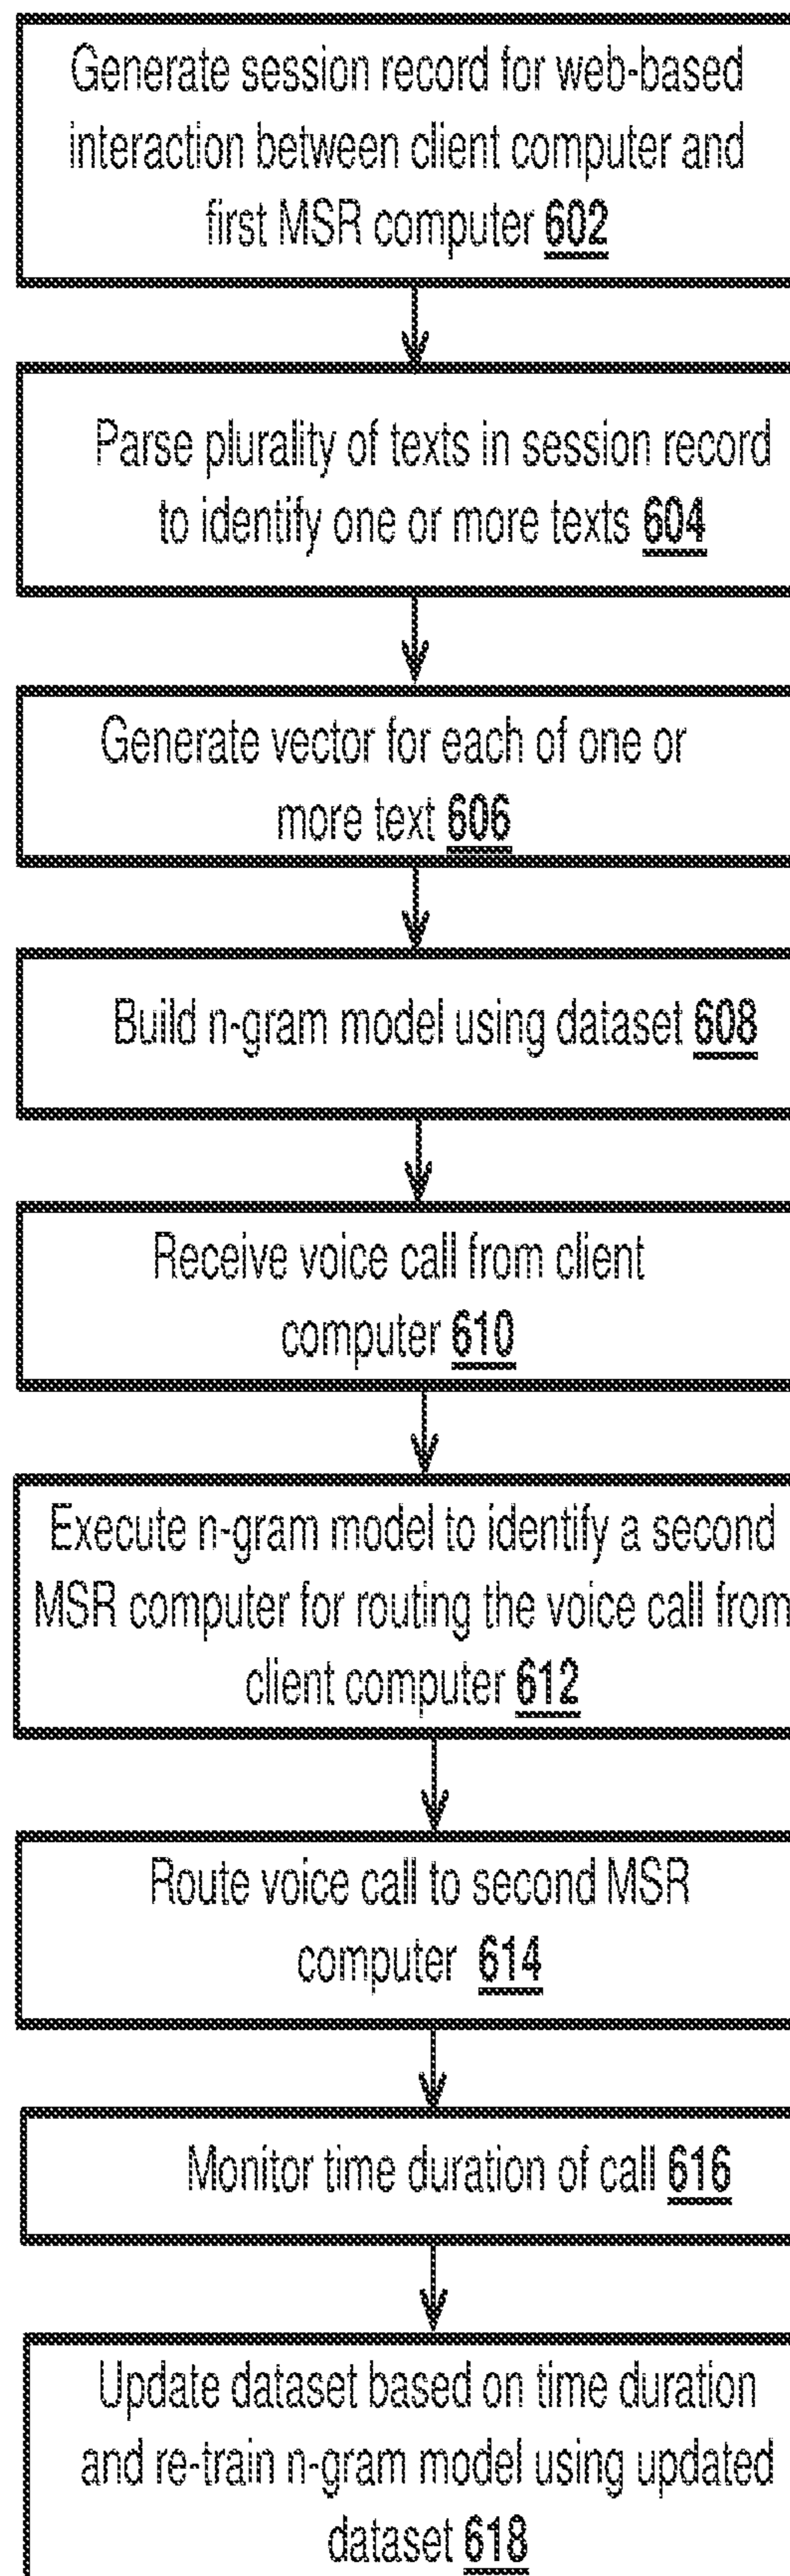 Generate session record for web-based
interaction between client computer and
first MSR computer 602
Parse plurality of texts in session record
to identify one or more texts 604
Generate vector for each of one or
more text 606
Build n-gram model using dataset 608
Receive voice call from client
computer 610
Execute n-gram model to identify a second
MSR computer for routing the voice call from
client computer 612
Route voice call to second MSR
computer 614
Monitor time duration of call 616
Update dataset based on time duration
and re-train n-gram model using updated
dataset 618